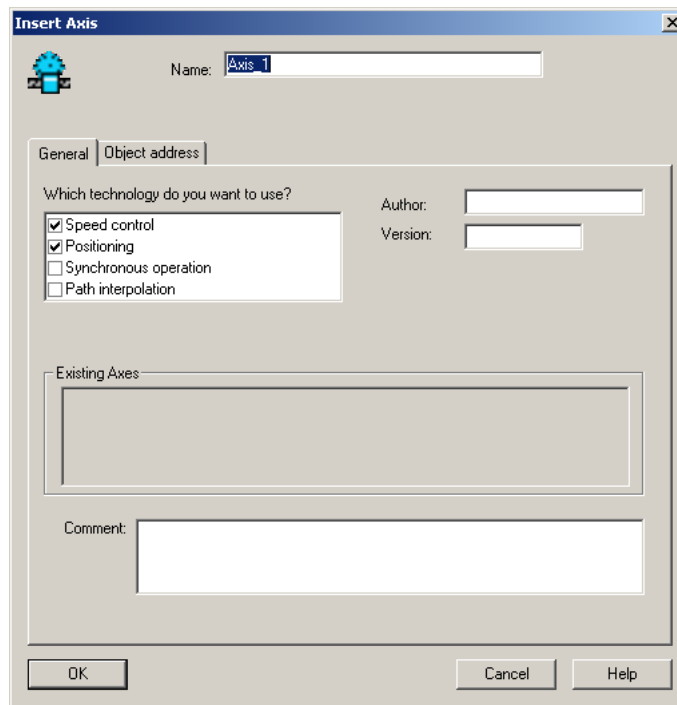 Insert Axis
Name: Axis_1
General Object address
Which technology do you want to use?
Speed control
Positioning
Synchronous operation
Path interpolation
Author:
Version:
Existing Axes
Comment:
OK Cancel Help